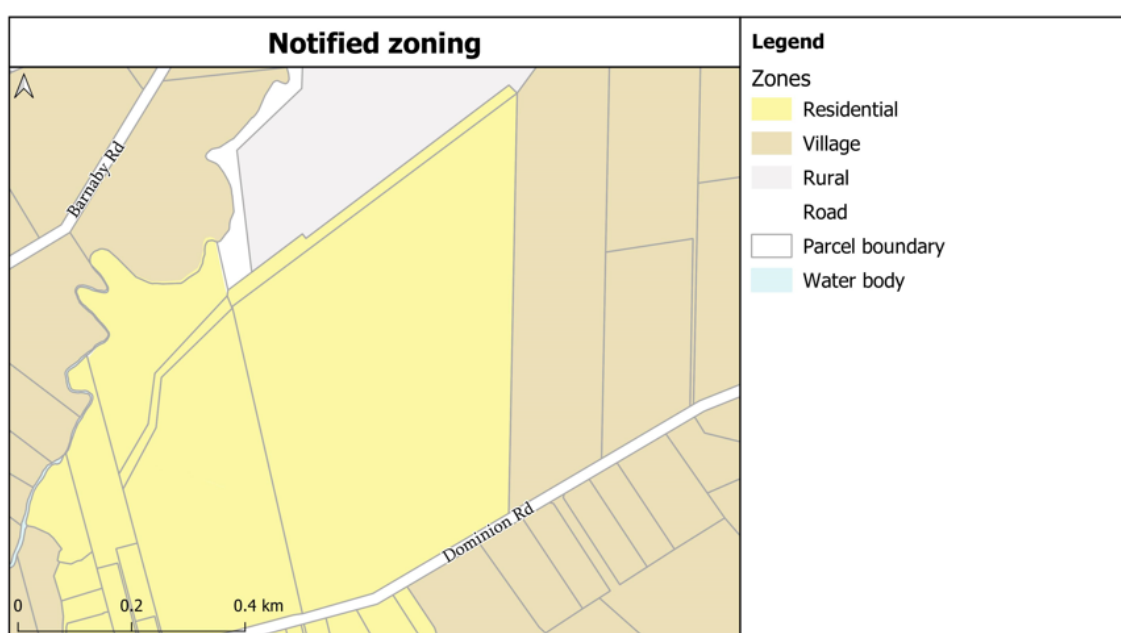 Notified zoning
Barnaby Rd
Dominion Rd
0 0.2 0.4 km
Legend
Zones
Residential
Village
Rural
Road
Parcel boundary
Water body